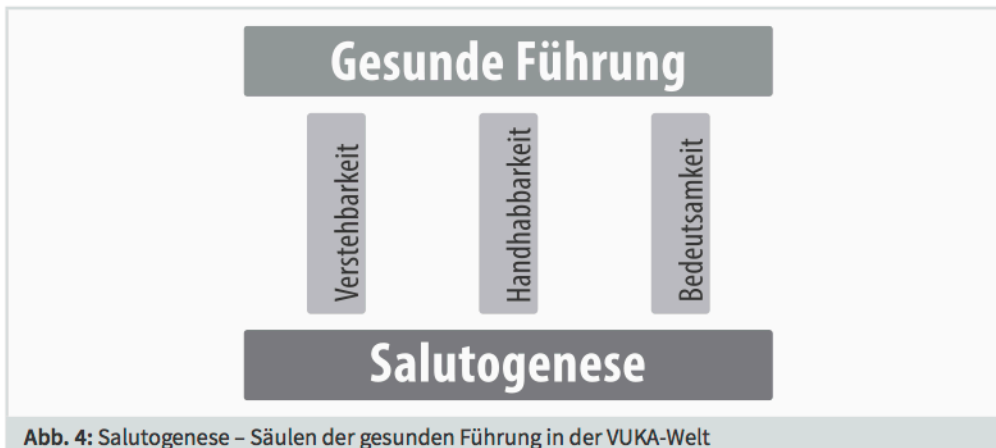 Gesunde Führung
Verstehbarkeit
Handhabbarkeit
Bedeutsamkeit
Salutogenese
Abb. 4: Salutogenese – Säulen der gesunden Führung in der VUKA-Welt